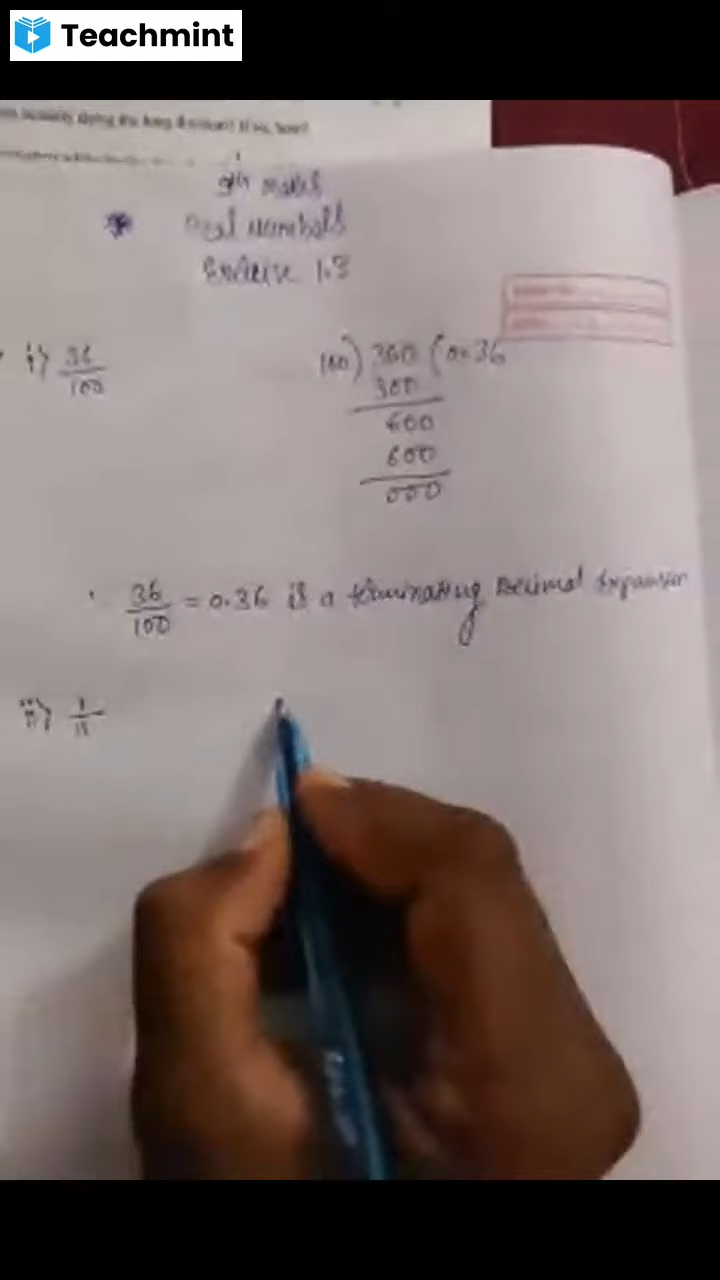 Teachmint
9th Maths
Real Numbers
Exercise 1.3
i) 36/100
100) 360 (0.36
300
600
600
000
36/100 = 0.36 is a terminating Decimal Expansion
ii) 1/11